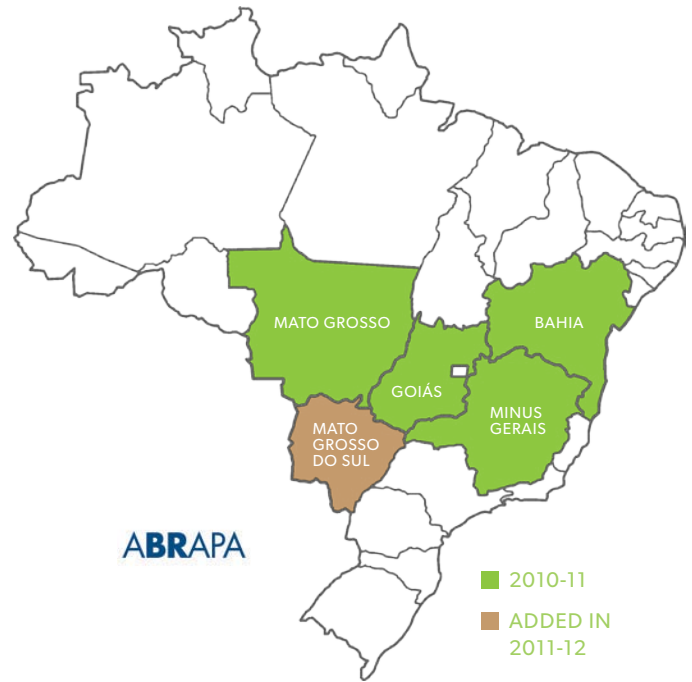 MATO GROSSO
BAHIA
GOIÁS
MINUS
GERAIS
MATO
GROSSO
DO SUL
ABRAPA
2010-11
ADDED IN
2011-12